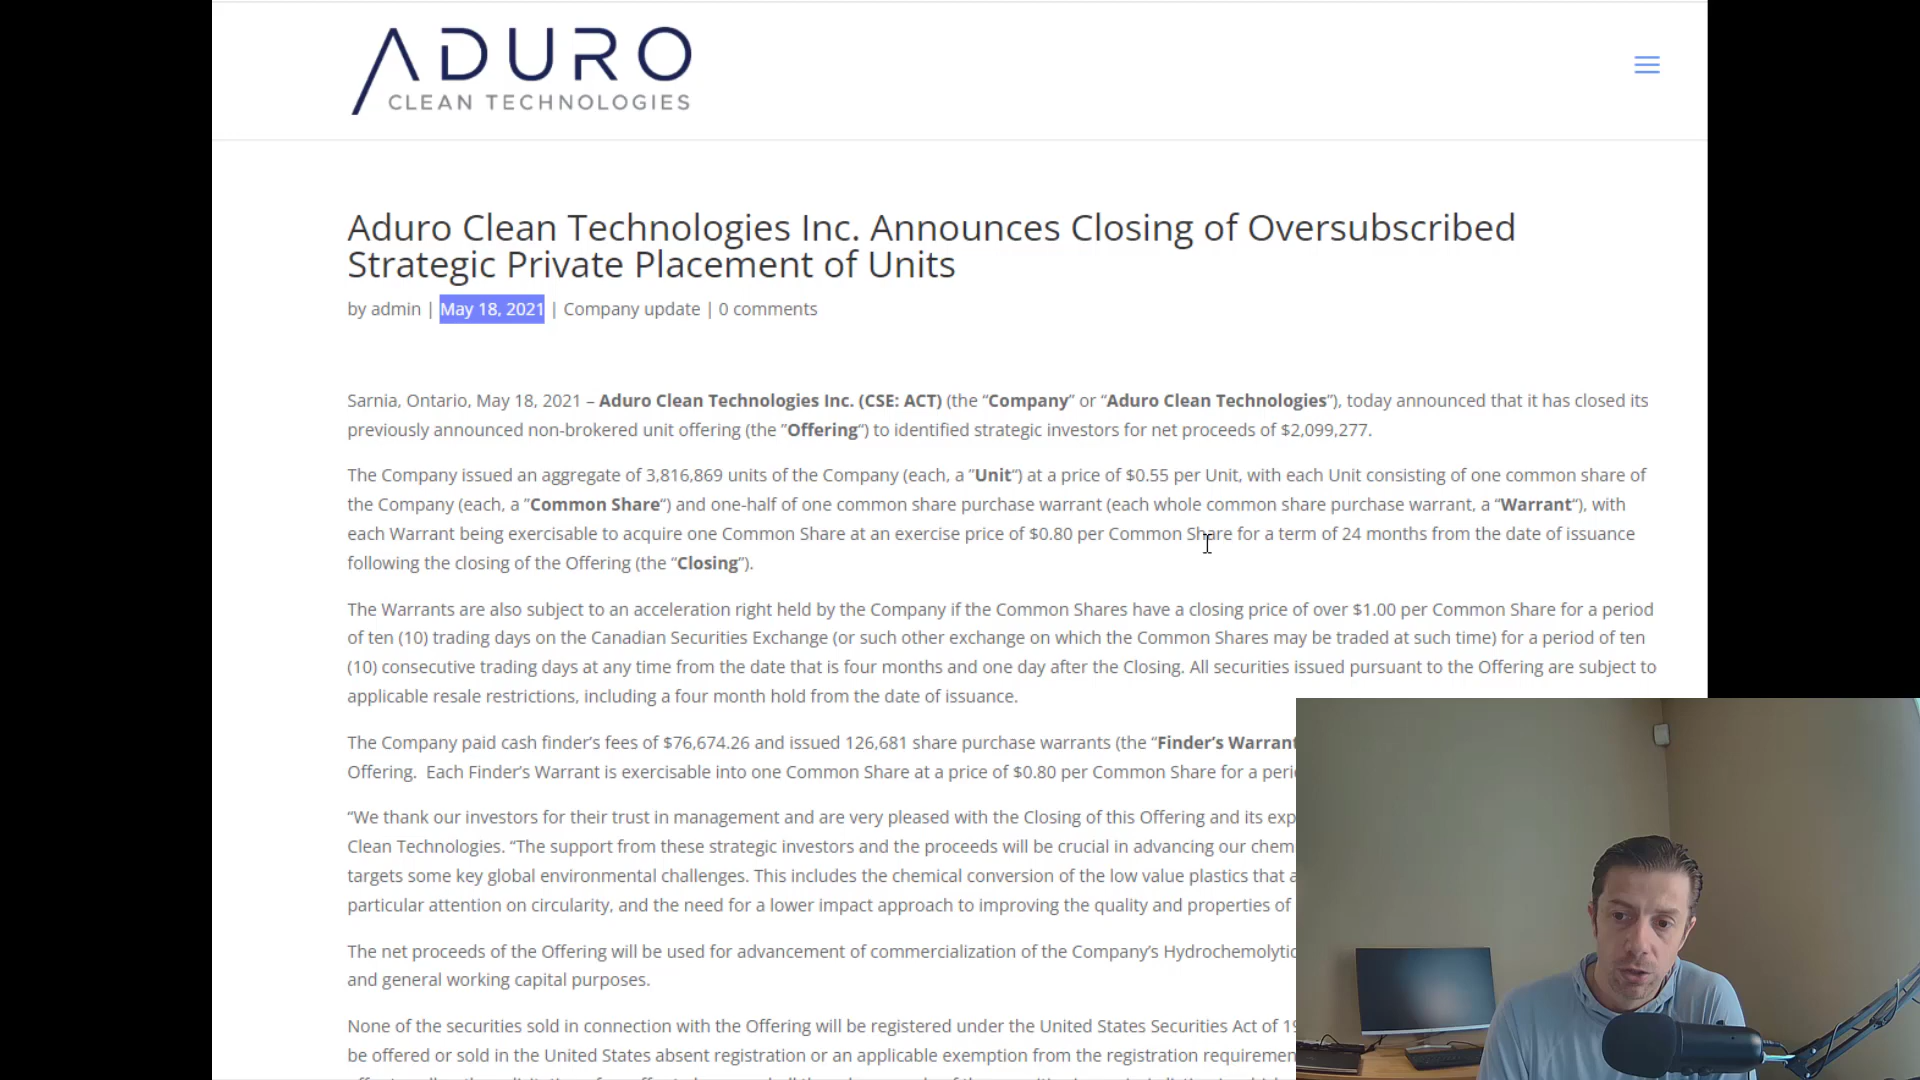 ADURO
CLEAN TECHNOLOGIES
Aduro Clean Technologies Inc. Announces Closing of Oversubscribed
Strategic Private Placement of Units
by admin | May 18, 2021 | Company update | 0 comments
Sarnia, Ontario, May 18, 2021 – Aduro Clean Technologies Inc. (CSE: ACT) (the “Company” or “Aduro Clean Technologies”), today announced that it has closed its
previously announced non-brokered unit offering (the ”Offering“) to identified strategic investors for net proceeds of $2,099,277.
The Company issued an aggregate of 3,816,869 units of the Company (each, a ”Unit“) at a price of $0.55 per Unit, with each Unit consisting of one common share of
the Company (each, a ”Common Share“) and one-half of one common share purchase warrant (each whole common share purchase warrant, a “Warrant“), with
each Warrant being exercisable to acquire one Common Share at an exercise price of $0.80 per Common Share for a term of 24 months from the date of issuance
following the closing of the Offering (the “Closing”).
The Warrants are also subject to an acceleration right held by the Company if the Common Shares have a closing price of over $1.00 per Common Share for a period
of ten (10) trading days on the Canadian Securities Exchange (or such other exchange on which the Common Shares may be traded at such time) for a period of ten
(10) consecutive trading days at any time from the date that is four months and one day after the Closing. All securities issued pursuant to the Offering are subject to
applicable resale restrictions, including a four month hold from the date of issuance.
The Company paid cash finder’s fees of $76,674.26 and issued 126,681 share purchase warrants (the “Finder’s Warran
Offering. Each Finder’s Warrant is exercisable into one Common Share at a price of $0.80 per Common Share for a
“We thank our investors for their trust in management and are very pleased with the Closing of this Offering and its
Clean Technologies. “The support from these strategic investors and the proceeds will be crucial in advancing our
targets some key global environmental challenges. This includes the chemical conversion of the low value plastics that
particular attention on circularity, and the need for a lower impact approach to improving the quality and properties of
The net proceeds of the Offering will be used for advancement of commercialization of the Company’s Hydrochemolyti
and general working capital purposes.
None of the securities sold in connection with the Offering will be registered under the United States Securities Act of
be offered or sold in the United States absent registration or an applicable exemption from the registration